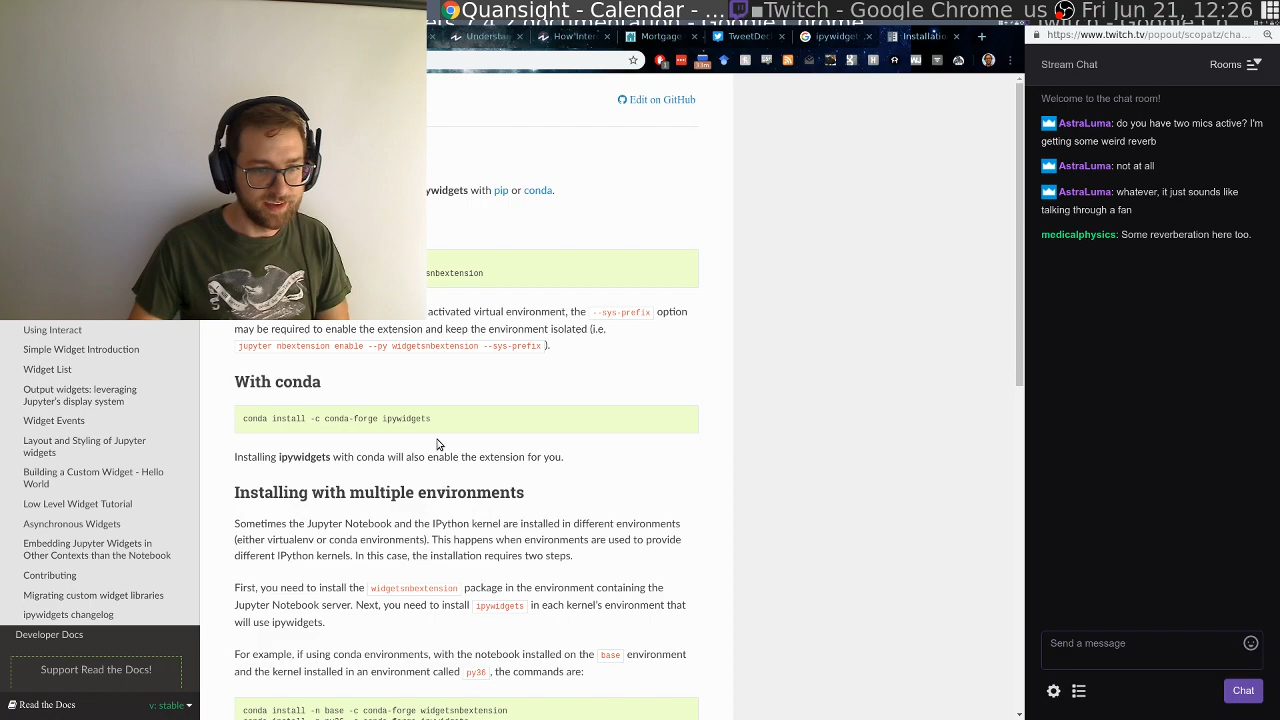 Quansight - Calendar - ...
Twitch - Google Chrome
us
Fri Jun 21, 12:26
Mortgage
TweetDec
ipywidget
Installatio
https://www.twitch.tv/popout/scopatz/cha...
Stream Chat
Rooms
Welcome to the chat room!
AstraLuma: do you have two mics active? I'm
getting some weird reverb
AstraLuma: not at all
AstraLuma: whatever, it just sounds like
talking through a fan
medicalphysics: Some reverberation here too.
Send a message
Chat
Edit on GitHub
ywidgets with pip or conda.
tsnbextension
activated virtual environment, the --sys-prefix option
may be required to enable the extension and keep the environment isolated (i.e.
jupyter nbextension enable --py widgetsnbextension --sys-prefix ).
With conda
conda install -c conda-forge ipywidgets
Installing ipywidgets with conda will also enable the extension for you.
Installing with multiple environments
Sometimes the Jupyter Notebook and the IPython kernel are installed in different environments
(either virtualenv or conda environments). This happens when environments are used to provide
different IPython kernels. In this case, the installation requires two steps.
First, you need to install the widgetsnbextension package in the environment containing the
Jupyter Notebook server. Next, you need to install ipywidgets in each kernel's environment that
will use ipywidgets.
For example, if using conda environments, with the notebook installed on the base environment
and the kernel installed in an environment called py36, the commands are:
conda install -n base -c conda-forge widgetsnbextension
Using Interact
Simple Widget Introduction
Widget List
Output widgets: leveraging
Jupyter's display system
Widget Events
Layout and Styling of Jupyter
widgets
Building a Custom Widget - Hello
World
Low Level Widget Tutorial
Asynchronous Widgets
Embedding Jupyter Widgets in
Other Contexts than the Notebook
Contributing
Migrating custom widget libraries
ipywidgets changelog
Developer Docs
Support Read the Docs!
Read the Docs
v: stable